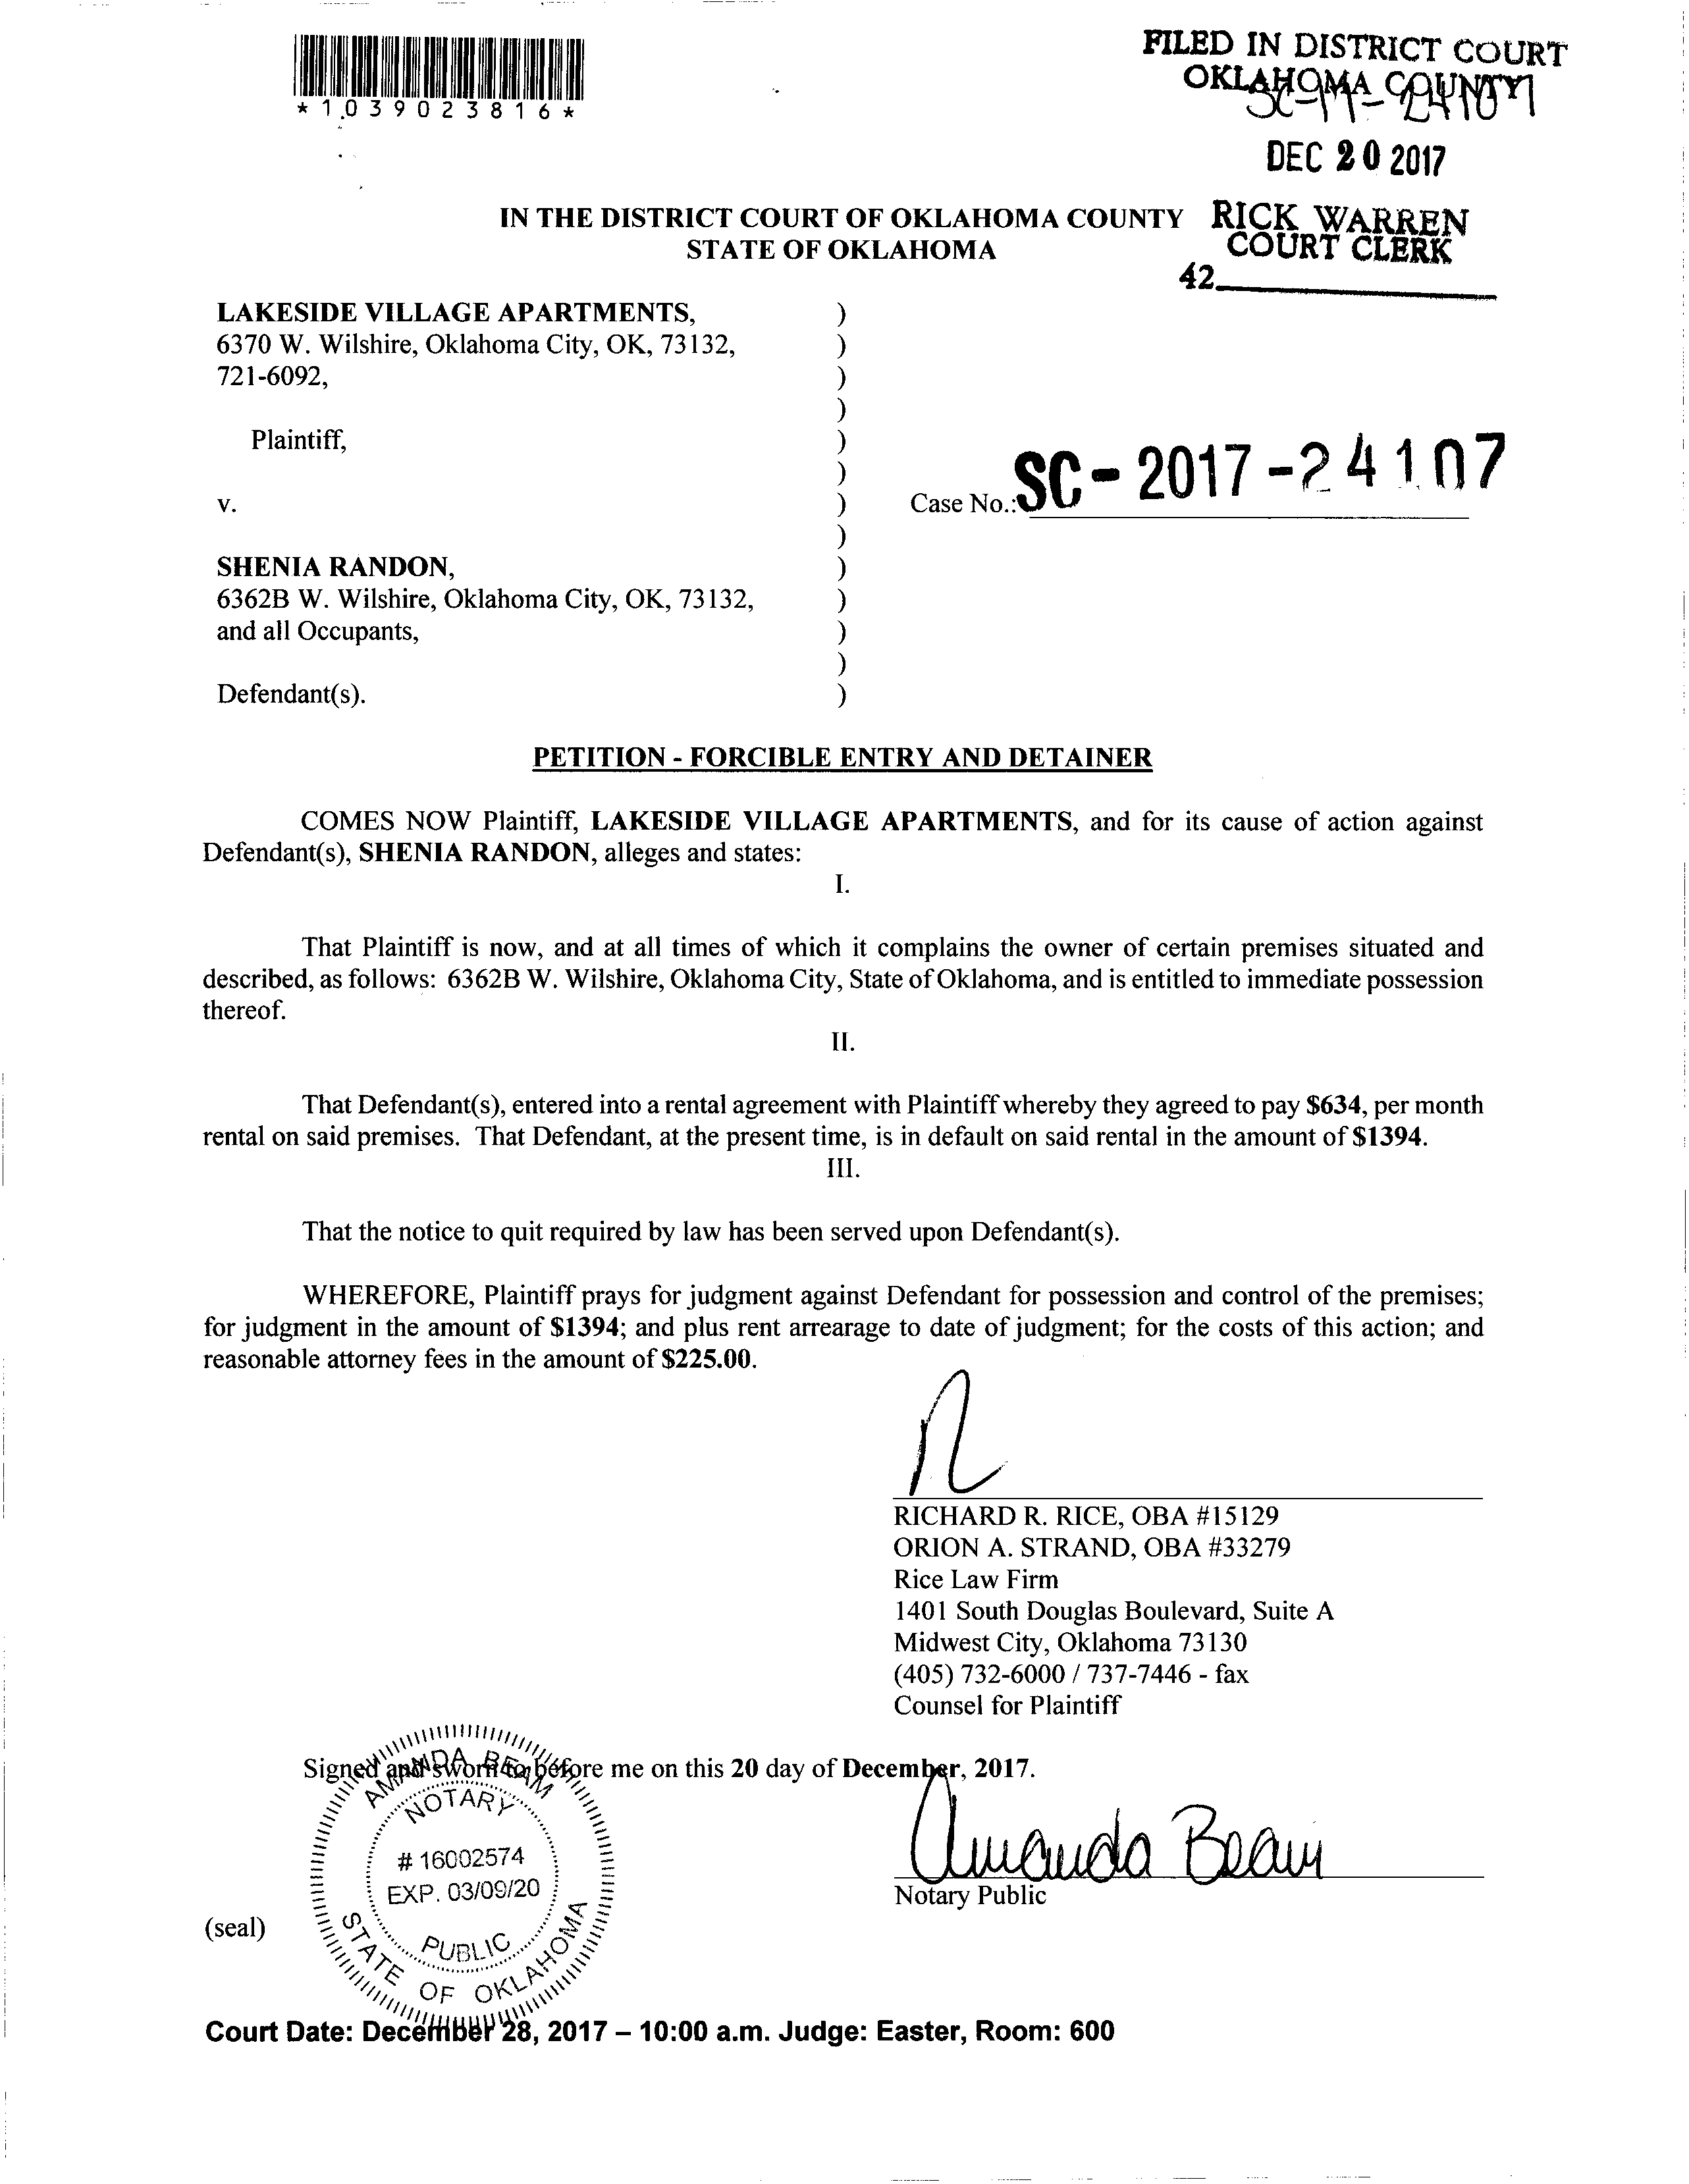 *1039023816*
FILED IN DISTRICT COURT
OKLAHOMA COUNTY
DEC 20 2017
RICK WARREN
COURT CLERK
42
IN THE DISTRICT COURT OF OKLAHOMA COUNTY
STATE OF OKLAHOMA
LAKESIDE VILLAGE APARTMENTS, )
6370 W. Wilshire, Oklahoma City, OK, 73132, )
721-6092, )
)
Plaintiff, )
)
v. ) Case No.: SC-2017-24107
)
SHENIA RANDON, )
6362B W. Wilshire, Oklahoma City, OK, 73132, )
and all Occupants, )
)
Defendant(s). )
PETITION - FORCIBLE ENTRY AND DETAINER
COMES NOW Plaintiff, LAKESIDE VILLAGE APARTMENTS, and for its cause of action against
Defendant(s), SHENIA RANDON, alleges and states:
I.
That Plaintiff is now, and at all times of which it complains the owner of certain premises situated and
described, as follows: 6362B W. Wilshire, Oklahoma City, State of Oklahoma, and is entitled to immediate possession
thereof.
II.
That Defendant(s), entered into a rental agreement with Plaintiff whereby they agreed to pay $634, per month
rental on said premises. That Defendant, at the present time, is in default on said rental in the amount of $1394.
III.
That the notice to quit required by law has been served upon Defendant(s).
WHEREFORE, Plaintiff prays for judgment against Defendant for possession and control of the premises;
for judgment in the amount of $1394; and plus rent arrearage to date of judgment; for the costs of this action; and
reasonable attorney fees in the amount of $225.00.
RICHARD R. RICE, OBA #15129
ORION A. STRAND, OBA #33279
Rice Law Firm
1401 South Douglas Boulevard, Suite A
Midwest City, Oklahoma 73130
(405) 732-6000 / 737-7446 - fax
Counsel for Plaintiff
Signed and sworn to before me on this 20 day of December, 2017.
Amanda Beam
Notary Public
(seal)
AMANDA BEAM
NOTARY
# 16002574
EXP. 03/09/20
PUBLIC
STATE OF OKLAHOMA
Court Date: December 28, 2017 – 10:00 a.m. Judge: Easter, Room: 600